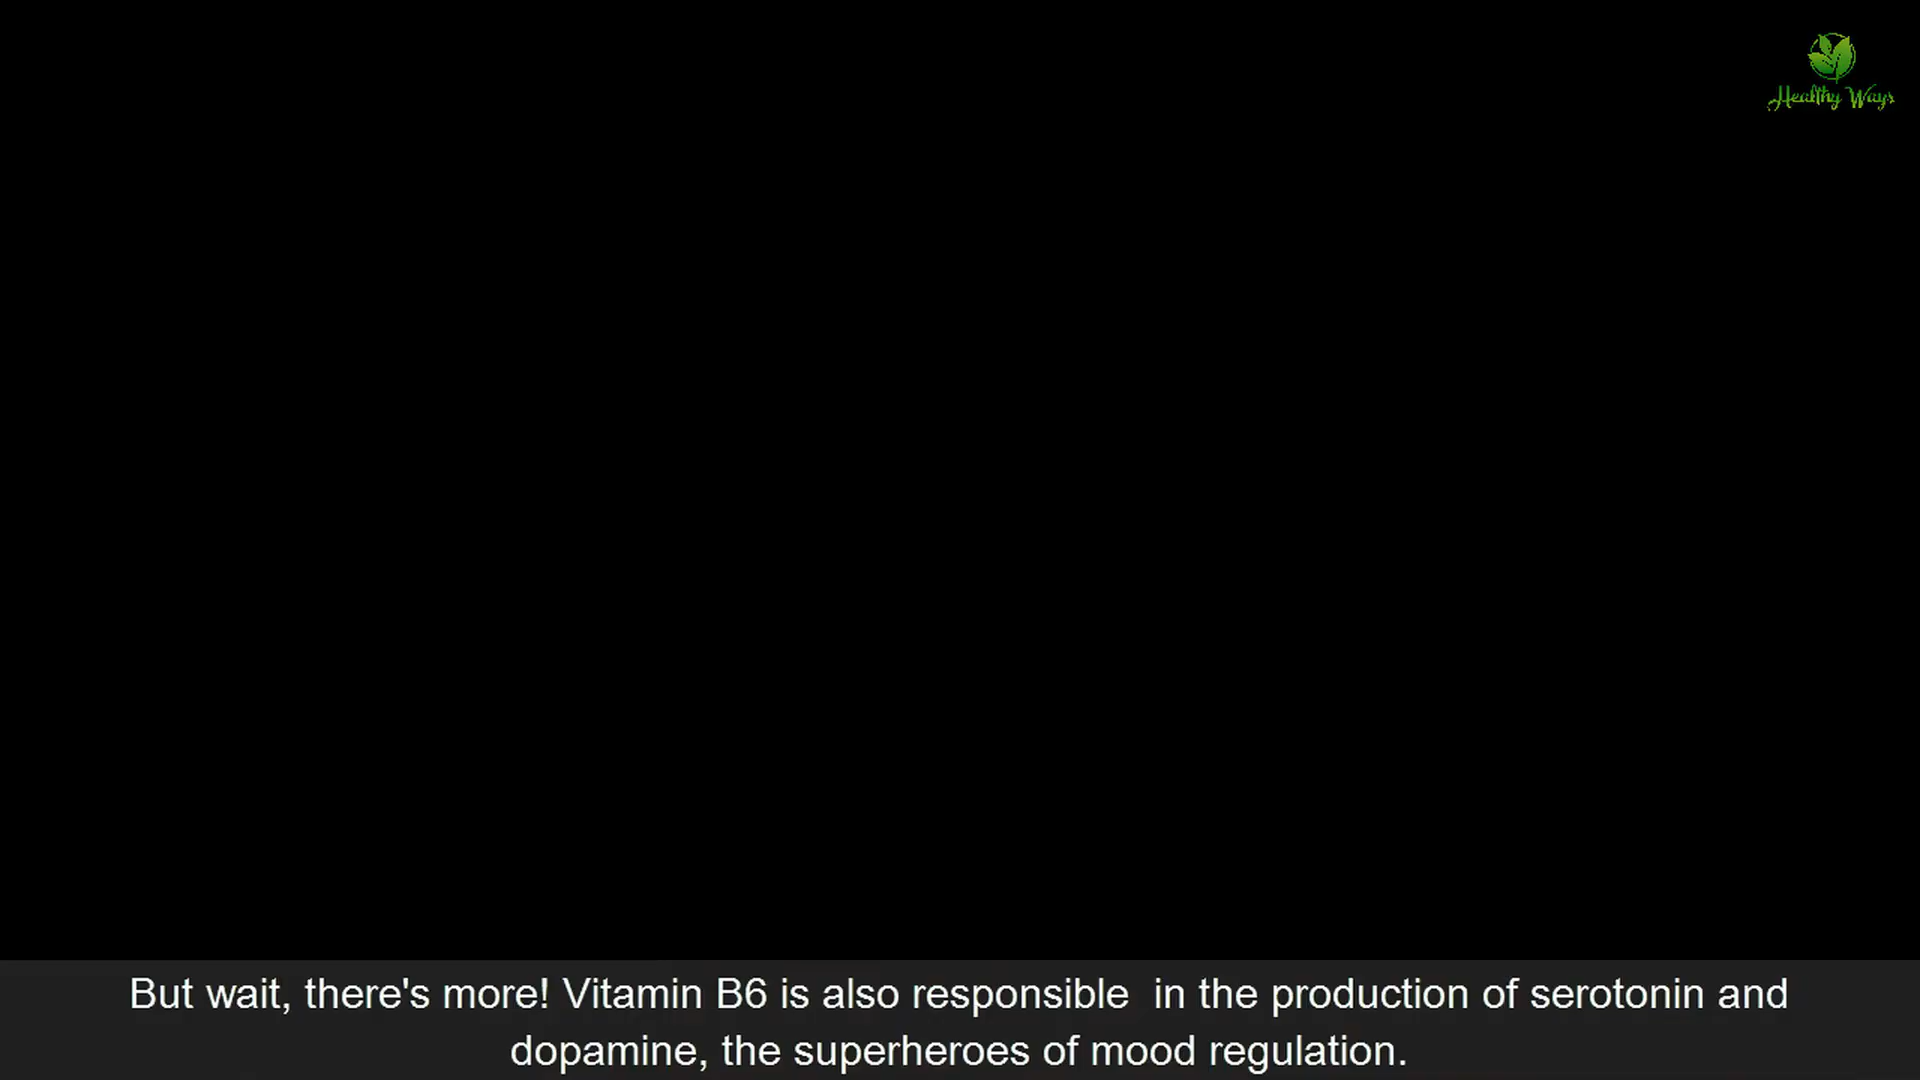 Healthy Ways
But wait, there's more! Vitamin B6 is also responsible  in the production of serotonin and
dopamine, the superheroes of mood regulation.